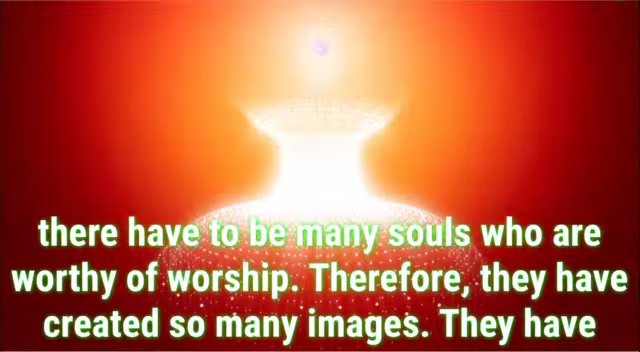 there have to be many souls who are
worthy of worship. Therefore, they have
created so many images. They have